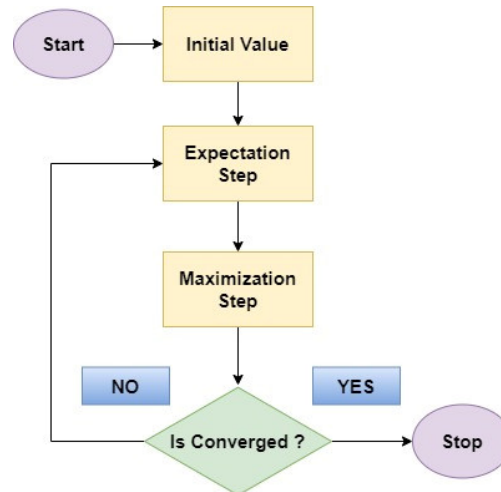 Start
Initial Value
Expectation
Step
Maximization
Step
NO
YES
Is Converged ?
Stop